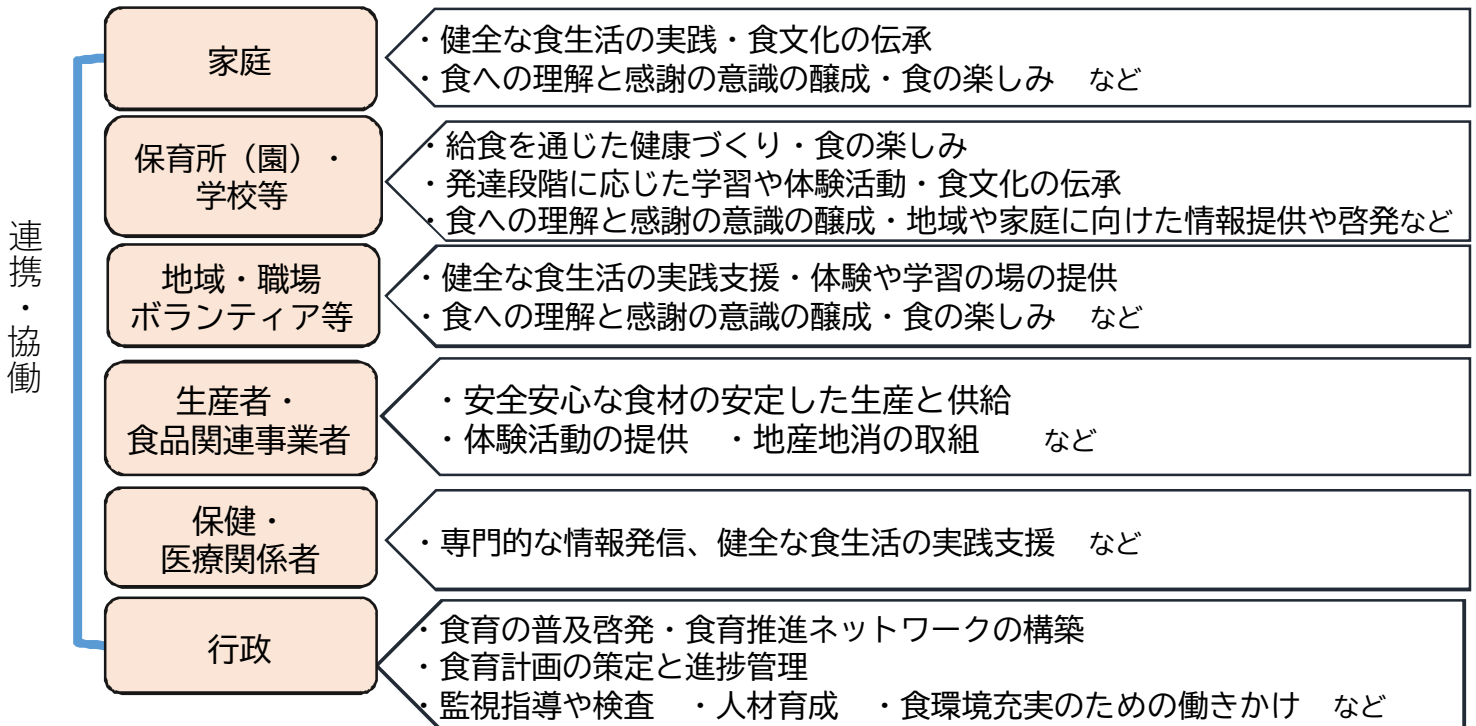 連携・協働
家庭
・健全な食生活の実践・食文化の伝承
・食への理解と感謝の意識の醸成・食の楽しみ　など
保育所（園）・
学校等
・給食を通じた健康づくり・食の楽しみ
・発達段階に応じた学習や体験活動・食文化の伝承
・食への理解と感謝の意識の醸成・地域や家庭に向けた情報提供や啓発など
地域・職場
ボランティア等
・健全な食生活の実践支援・体験や学習の場の提供
・食への理解と感謝の意識の醸成・食の楽しみ　など
生産者・
食品関連事業者
・安全安心な食材の安定した生産と供給
・体験活動の提供　・地産地消の取組　　など
保健・
医療関係者
・専門的な情報発信、健全な食生活の実践支援　など
行政
・食育の普及啓発・食育推進ネットワークの構築
・食育計画の策定と進捗管理
・監視指導や検査　・人材育成　・食環境充実のための働きかけ　など